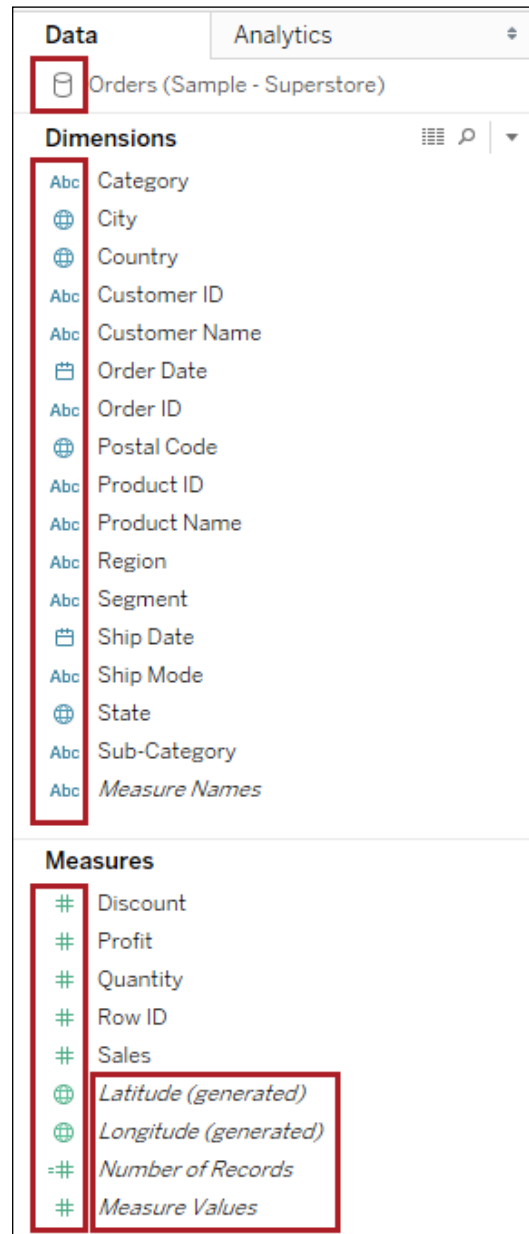 Data Analytics
Orders (Sample - Superstore)
Dimensions
Abc Category
City
Country
Abc Customer ID
Abc Customer Name
Order Date
Abc Order ID
Postal Code
Abc Product ID
Abc Product Name
Abc Region
Abc Segment
Ship Date
Abc Ship Mode
State
Abc Sub-Category
Abc Measure Names
Measures
# Discount
# Profit
# Quantity
# Row ID
# Sales
Latitude (generated)
Longitude (generated)
=# Number of Records
# Measure Values